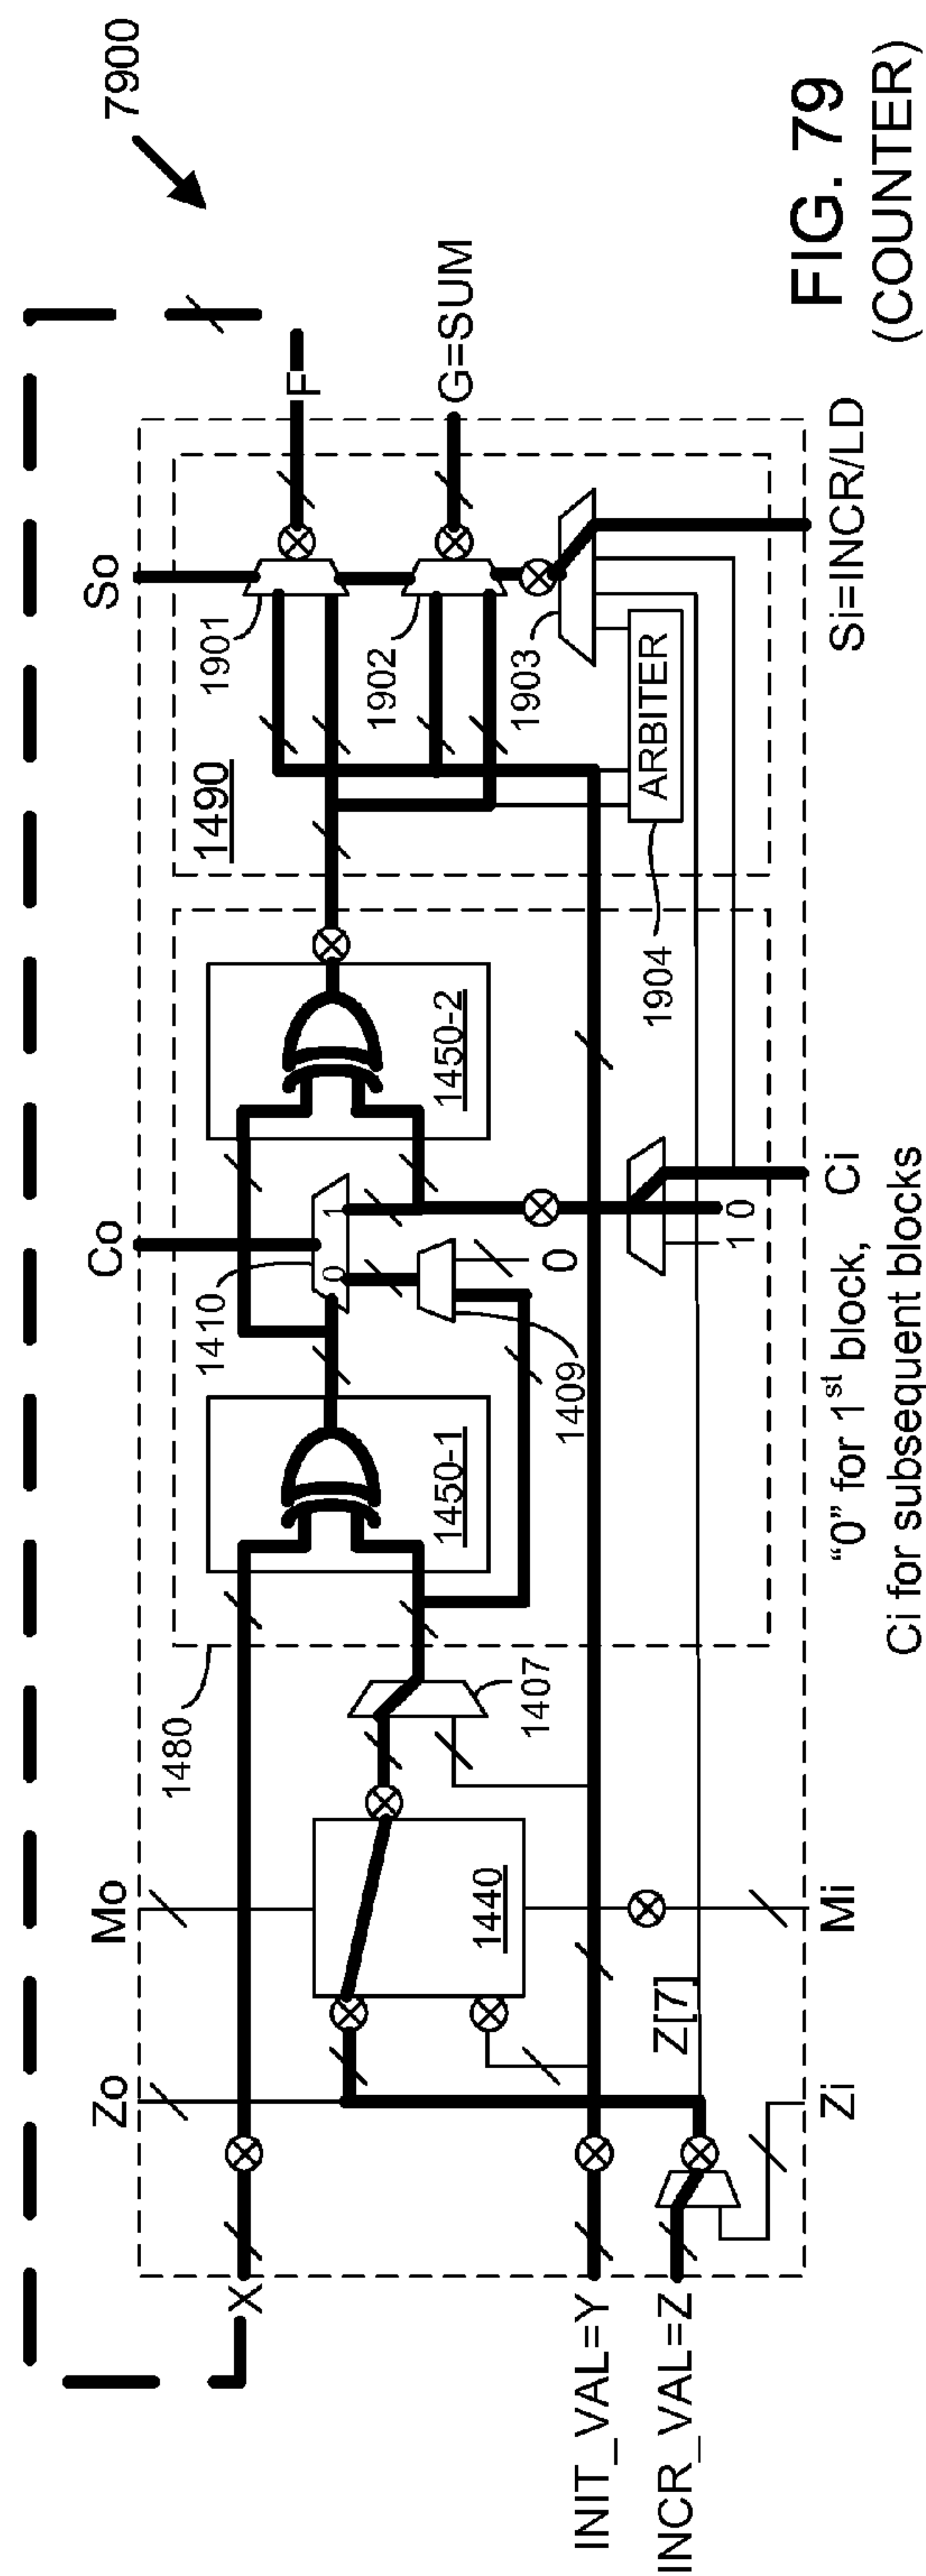 7900
So
Co
Mo
Zo
F
G=SUM
1901
1902
1903
1490
ARBITER
1904
1450-2
1410
0
1
1409
0
1450-1
1480
1407
1440
1
0
Z[7]
X
INIT_VAL=Y
INCR_VAL=Z
Zi
Mi
Ci
Si=INCR/LD
"0" for 1st block,
Ci for subsequent blocks
FIG. 79
(COUNTER)